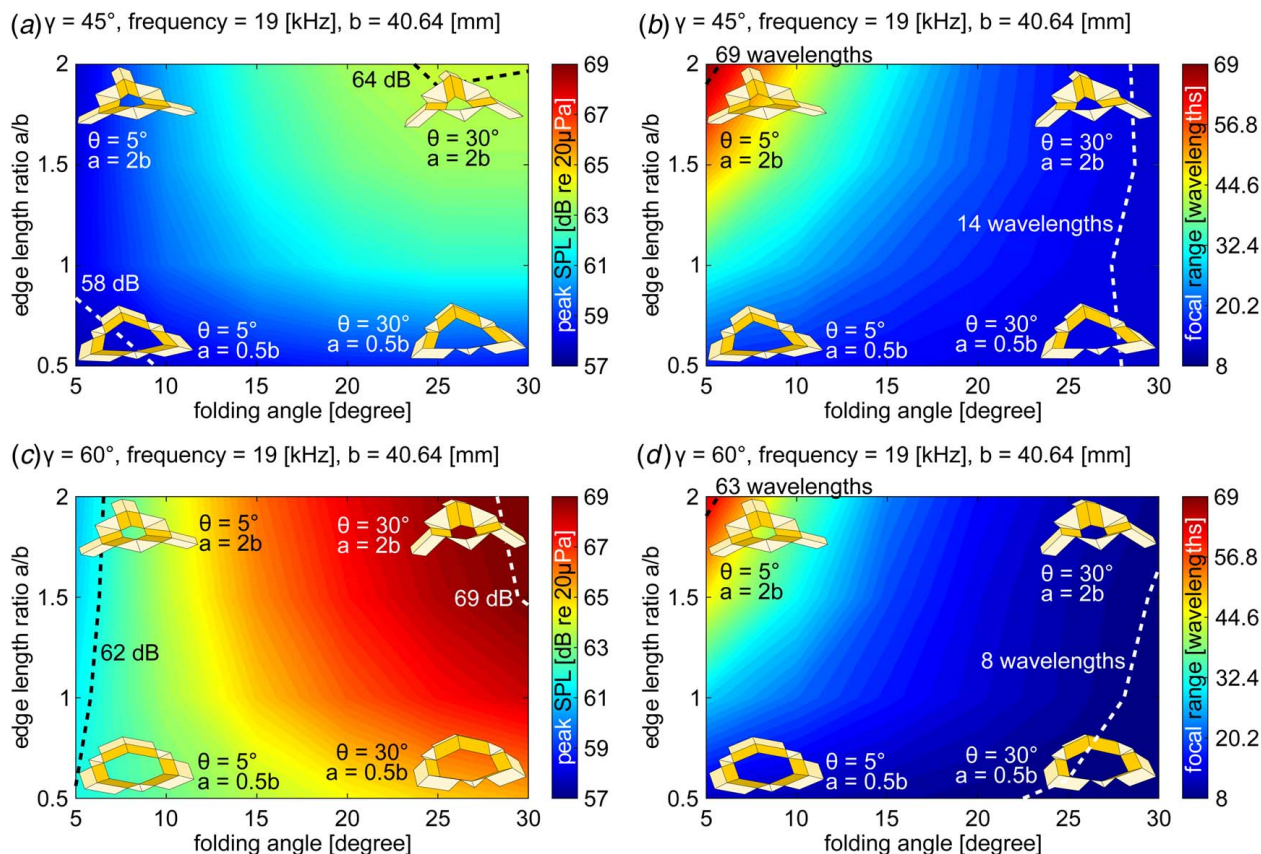 (a) γ = 45°, frequency = 19 [kHz], b = 40.64 [mm]
edge length ratio a/b
2
1.5
1
0.5
5
10
15
20
25
30
folding angle [degree]
64 dB
58 dB
θ = 5°
a = 2b
θ = 30°
a = 2b
θ = 5°
a = 0.5b
θ = 30°
a = 0.5b
69
67
65
63
61
59
57
peak SPL [dB re 20μPa]
(b) γ = 45°, frequency = 19 [kHz], b = 40.64 [mm]
edge length ratio a/b
2
1.5
1
0.5
5
10
15
20
25
30
folding angle [degree]
69 wavelengths
14 wavelengths
θ = 5°
a = 2b
θ = 30°
a = 2b
θ = 5°
a = 0.5b
θ = 30°
a = 0.5b
69
56.8
44.6
32.4
20.2
8
focal range [wavelengths]
(c) γ = 60°, frequency = 19 [kHz], b = 40.64 [mm]
edge length ratio a/b
2
1.5
1
0.5
5
10
15
20
25
30
folding angle [degree]
62 dB
69 dB
θ = 5°
a = 2b
θ = 30°
a = 2b
θ = 5°
a = 0.5b
θ = 30°
a = 0.5b
69
67
65
63
61
59
57
peak SPL [dB re 20μPa]
(d) γ = 60°, frequency = 19 [kHz], b = 40.64 [mm]
edge length ratio a/b
2
1.5
1
0.5
5
10
15
20
25
30
folding angle [degree]
63 wavelengths
8 wavelengths
θ = 5°
a = 2b
θ = 30°
a = 2b
θ = 5°
a = 0.5b
θ = 30°
a = 0.5b
69
56.8
44.6
32.4
20.2
8
focal range [wavelengths]